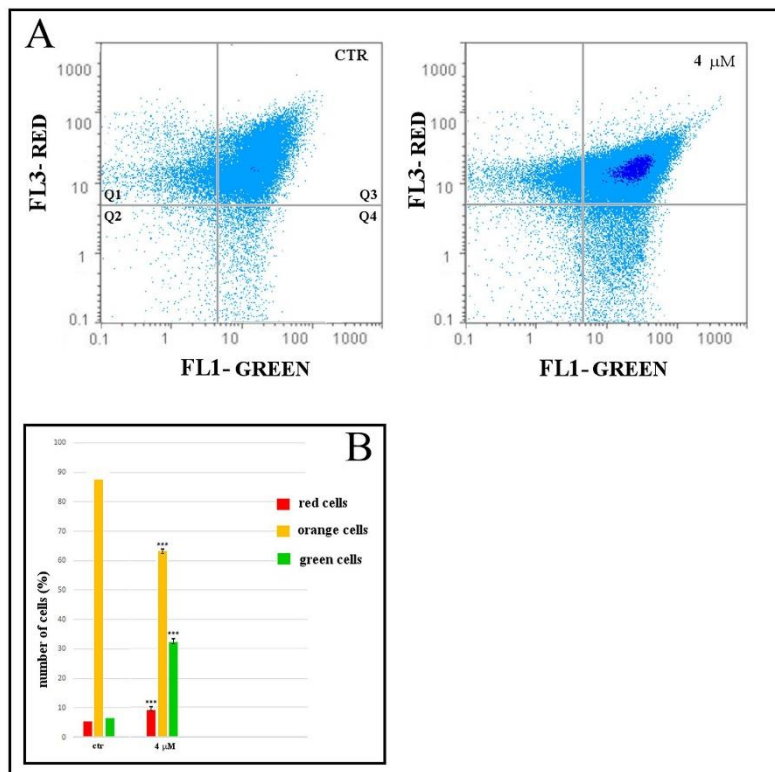 A
CTR
FL3-RED
1000
100
10
1
0.1
Q1
Q2
Q3
Q4
0.1 1 10 100 1000
FL1-GREEN
4 μM
FL3-RED
1000
100
10
1
0.1
0.1 1 10 100 1000
FL1-GREEN
B
number of cells (%)
100
90
80
70
60
50
40
30
20
10
0
***
***
***
ctr
4 μM
red cells
orange cells
green cells